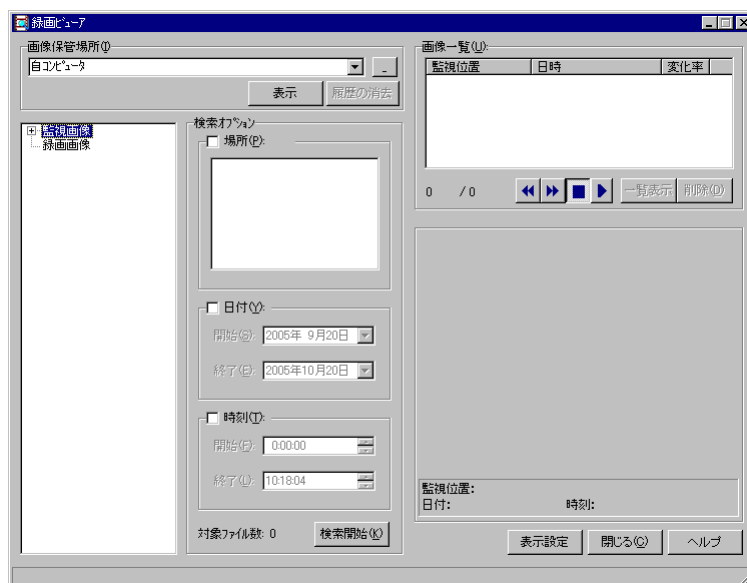 録画ﾋﾞｭｰｱ
画像保管場所(I)
自ｺﾝﾋﾟｭｰﾀ
_
表示
履歴の消去
監視画像
録画画像
検索ｵﾌﾟｼｮﾝ
場所(P):
日付(Y):
開始(S):
2005年 9月20日
終了(E):
2005年10月20日
時刻(T):
開始(F):
0:00:00
終了(L):
10:18:04
対象ﾌｧｲﾙ数: 0
検索開始(K)
画像一覧(U):
監視位置 日時 変化率
0 / 0
一覧表示
削除(D)
監視位置:
日付: 時刻:
表示設定
閉じる(C)
ヘルプ